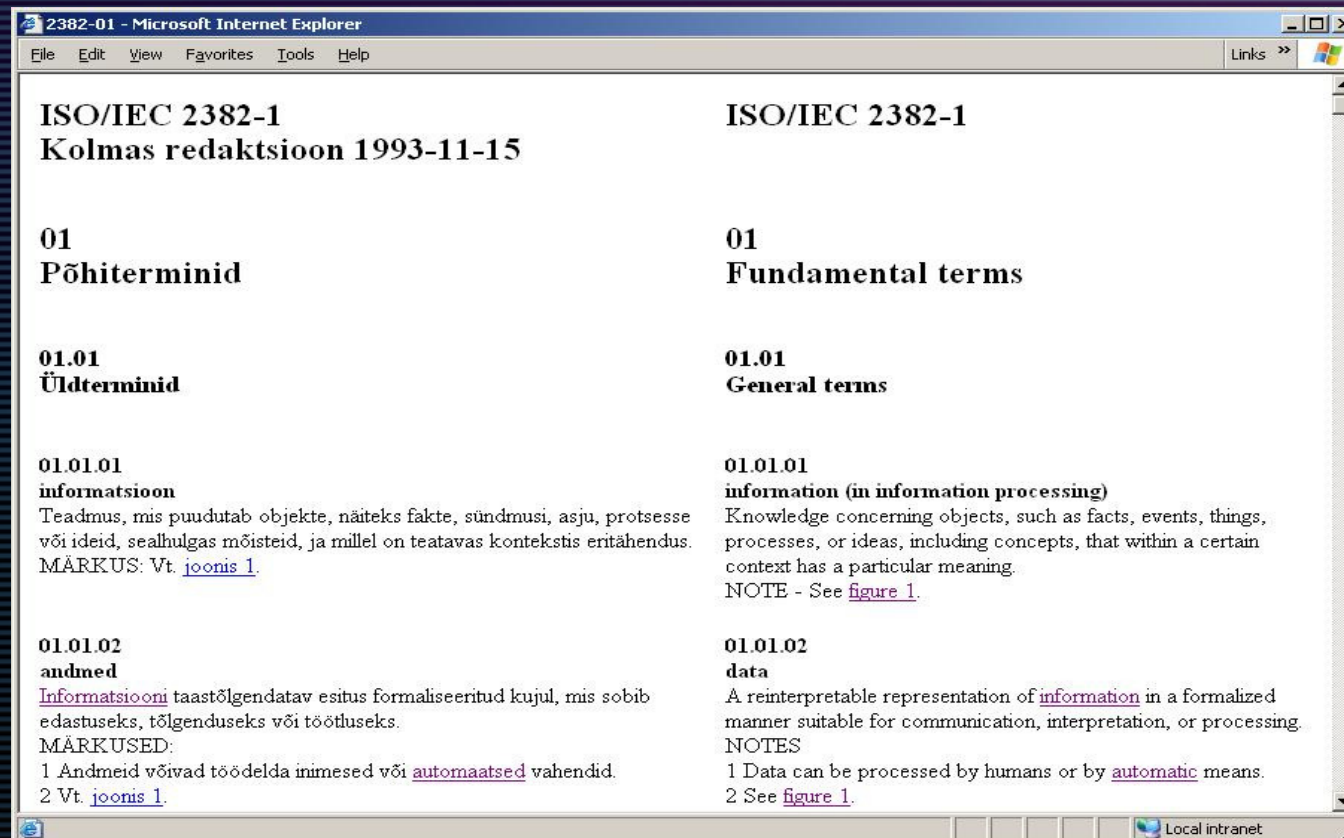 2382-01 - Microsoft Internet Explorer
File Edit View Favorites Tools Help
Links »
ISO/IEC 2382-1
Kolmas redaktsioon 1993-11-15
01
Põhiterminid
01.01
Üldterminid
01.01.01
informatsioon
Teadmus, mis puudutab objekte, näiteks fakte, sündmusi, asju, protsesse
või ideid, sealhulgas mõisteid, ja millel on teatavas kontekstis eritähendus.
MÄRKUS: Vt. joonis 1.
01.01.02
andmed
Informatsiooni taastõlgendatav esitus formaliseeritud kujul, mis sobib
edastuseks, tõlgenduseks või töötluseks.
MÄRKUSED:
1 Andmeid võivad töödelda inimesed või automaatsed vahendid.
2 Vt. joonis 1.
ISO/IEC 2382-1
01
Fundamental terms
01.01
General terms
01.01.01
information (in information processing)
Knowledge concerning objects, such as facts, events, things,
processes, or ideas, including concepts, that within a certain
context has a particular meaning.
NOTE - See figure 1.
01.01.02
data
A reinterpretable representation of information in a formalized
manner suitable for communication, interpretation, or processing.
NOTES
1 Data can be processed by humans or by automatic means.
2 See figure 1.
Local intranet